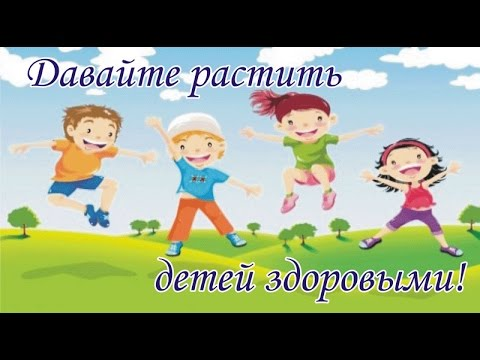 Давайте растить
детей здоровыми!